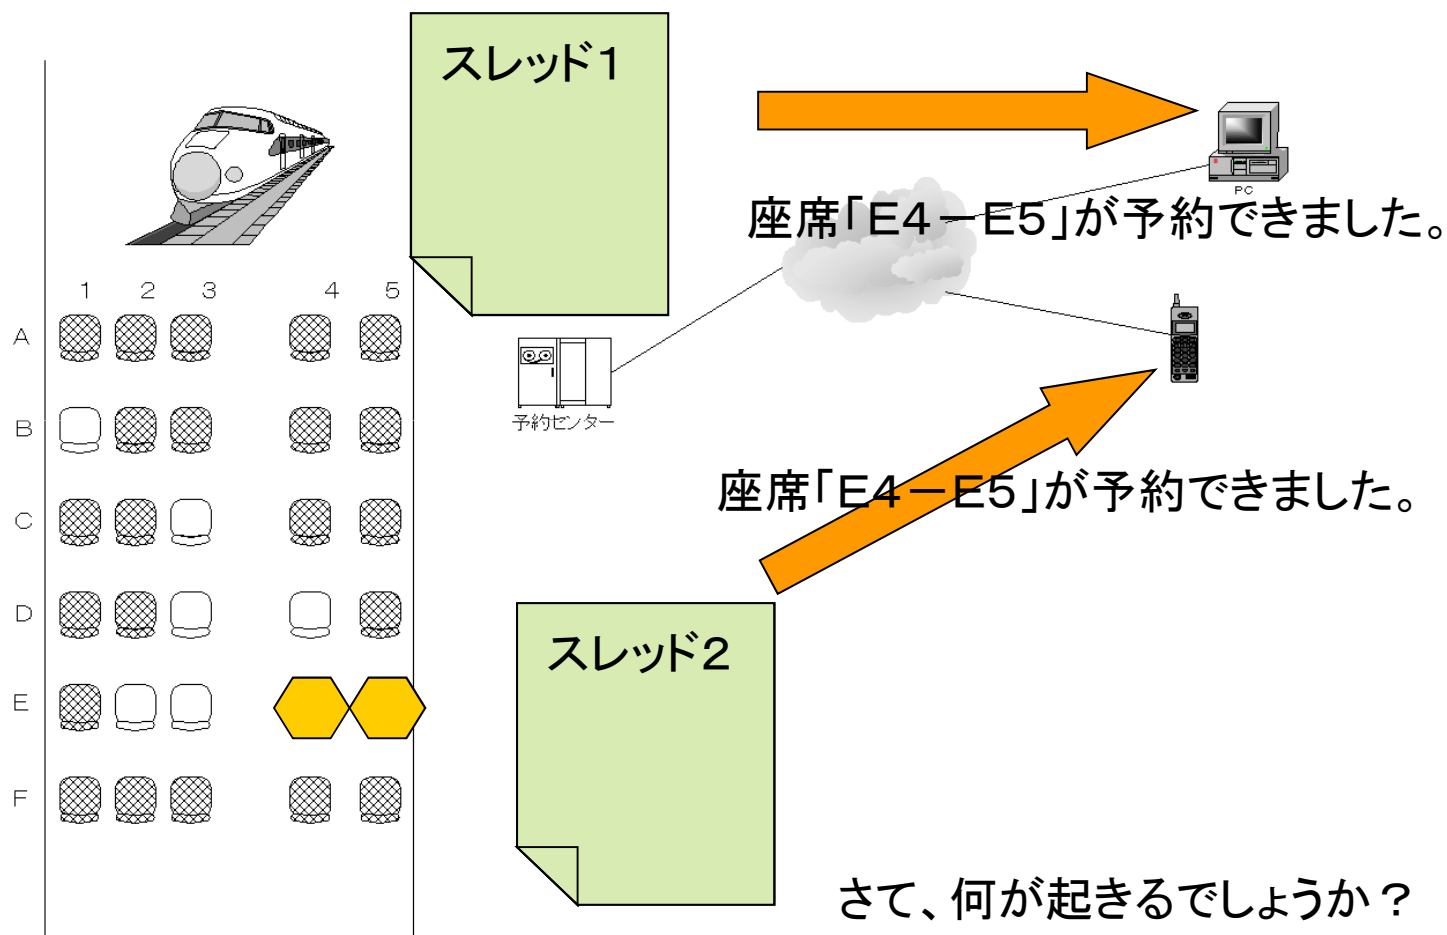 スレッド1
PC
座席「E4－E5」が予約できました。
1 2 3 4 5
A
予約センター
B
座席「E4－E5」が予約できました。
C
D
スレッド2
E
F
さて、何が起きるでしょうか？